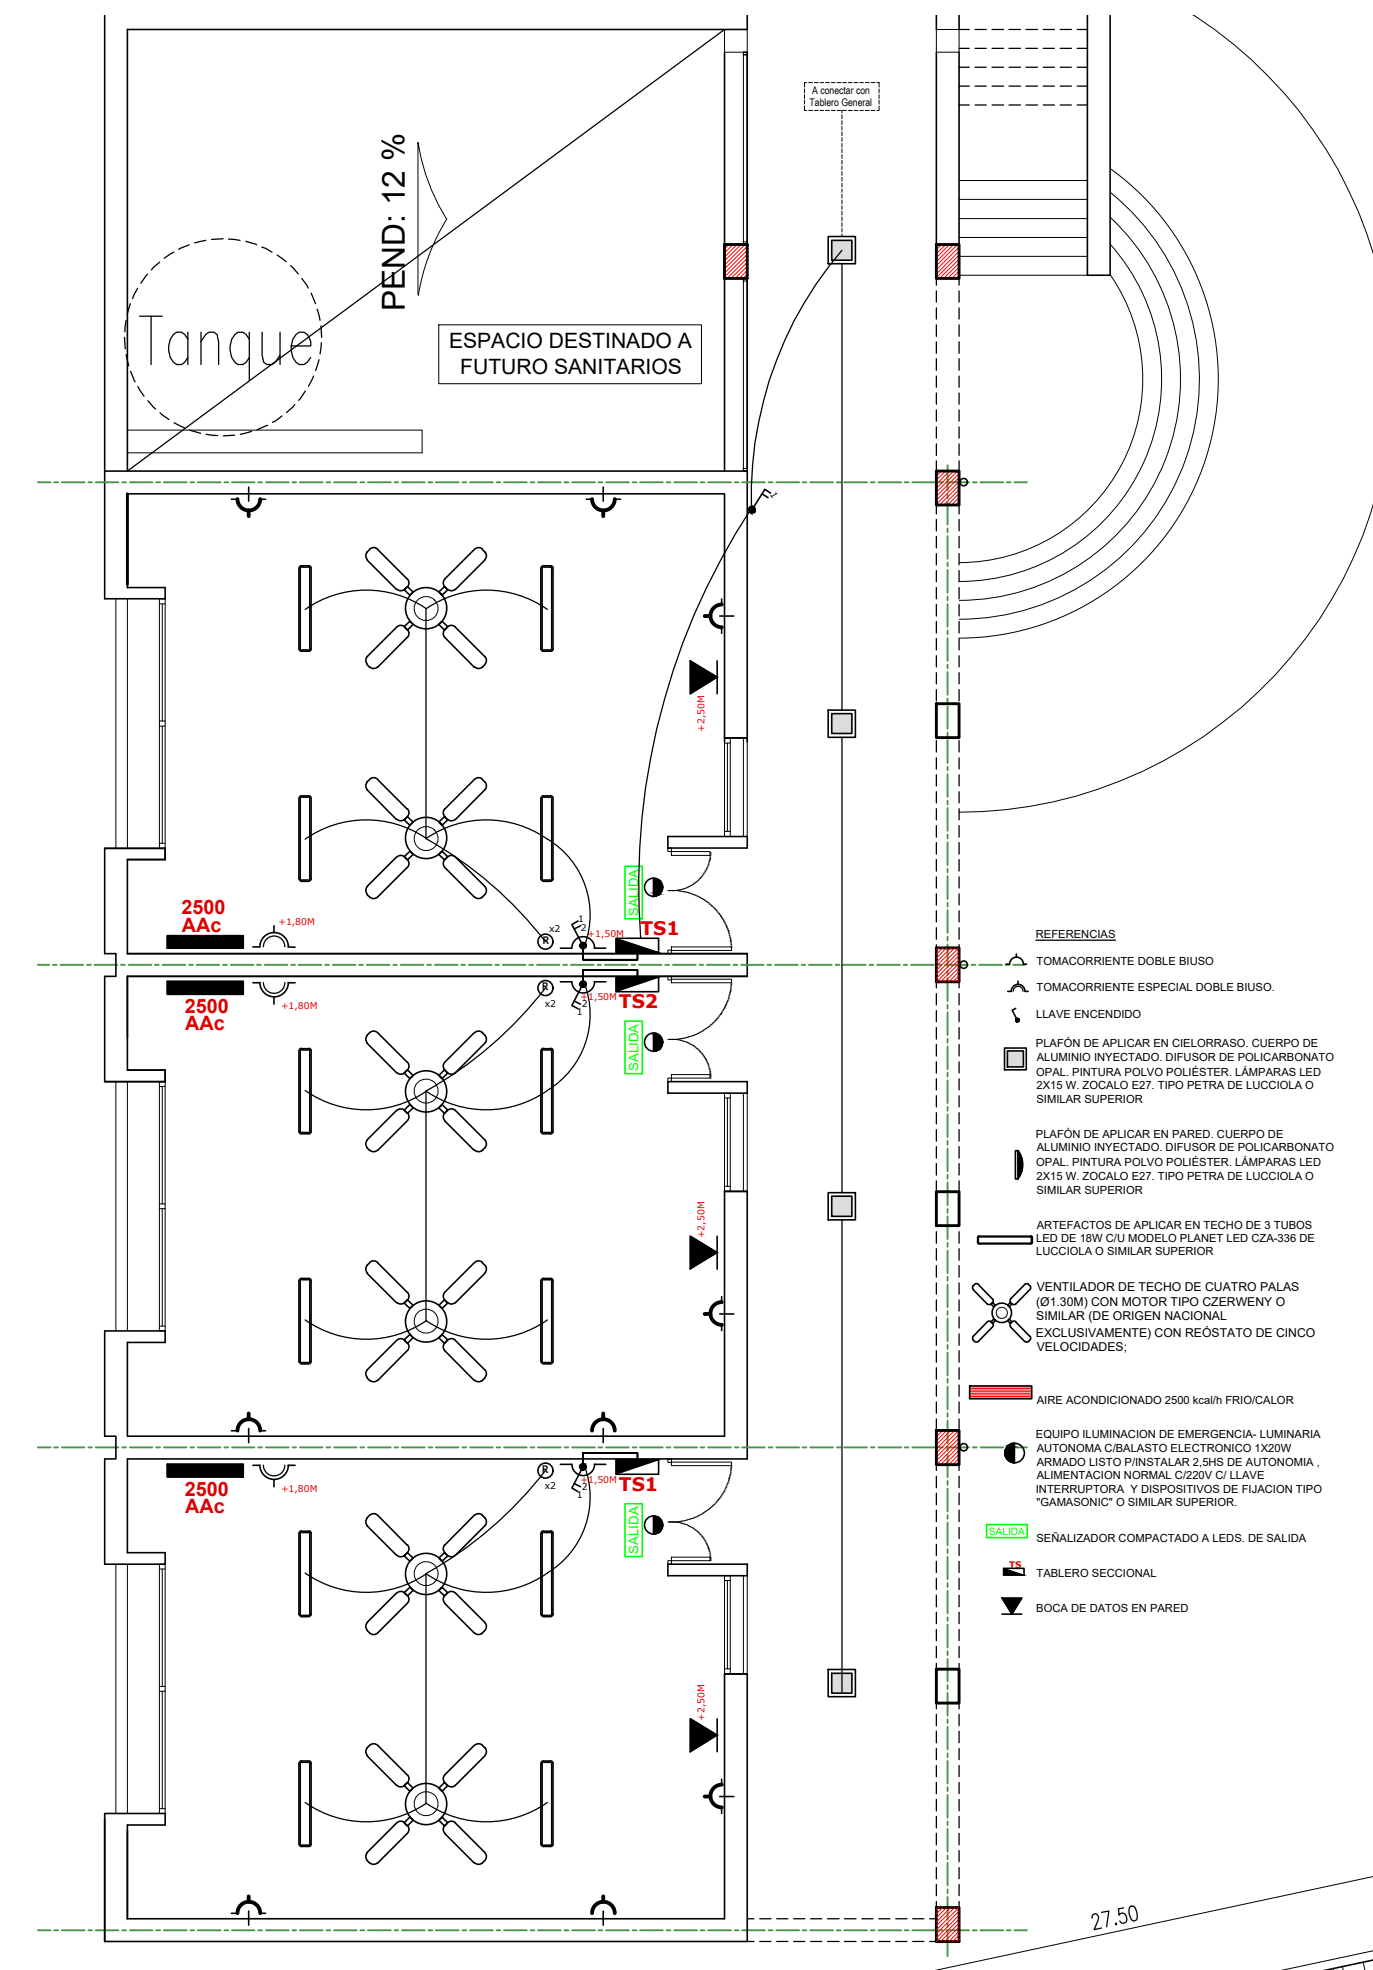 A conectar con
Tablero General
PEND: 12 %
Tanque
ESPACIO DESTINADO A
FUTURO SANITARIOS
2
+2,50M
SALIDA
2500
AAc
+1,80M
R
x2
1
2
+1,50M
TS1
2500
AAc
+1,80M
R
x2
2
1
+1,50M
TS2
SALIDA
+2,50M
2500
AAc
+1,80M
R
x2
2
1
+1,50M
TS1
SALIDA
+2,50M
REFERENCIAS
TOMACORRIENTE DOBLE BIUSO
TOMACORRIENTE ESPECIAL DOBLE BIUSO.
LLAVE ENCENDIDO
PLAFÓN DE APLICAR EN CIELORRASO. CUERPO DE
ALUMINIO INYECTADO. DIFUSOR DE POLICARBONATO
OPAL. PINTURA POLVO POLIÉSTER. LÁMPARAS LED
2X15 W. ZOCALO E27. TIPO PETRA DE LUCCIOLA O
SIMILAR SUPERIOR
PLAFÓN DE APLICAR EN PARED. CUERPO DE
ALUMINIO INYECTADO. DIFUSOR DE POLICARBONATO
OPAL. PINTURA POLVO POLIÉSTER. LÁMPARAS LED
2X15 W. ZOCALO E27. TIPO PETRA DE LUCCIOLA O
SIMILAR SUPERIOR
ARTEFACTOS DE APLICAR EN TECHO DE 3 TUBOS
LED DE 18W C/U MODELO PLANET LED CZA-336 DE
LUCCIOLA O SIMILAR SUPERIOR
VENTILADOR DE TECHO DE CUATRO PALAS
(Ø1.30M) CON MOTOR TIPO CZERWENY O
SIMILAR (DE ORIGEN NACIONAL
EXCLUSIVAMENTE) CON REÓSTATO DE CINCO
VELOCIDADES;
AIRE ACONDICIONADO 2500 kcal/h FRIO/CALOR
EQUIPO ILUMINACION DE EMERGENCIA- LUMINARIA
AUTONOMA C/BALASTO ELECTRONICO 1X20W
ARMADO LISTO P/INSTALAR 2,5HS DE AUTONOMIA ,
ALIMENTACION NORMAL C/220V C/ LLAVE
INTERRUPTORA Y DISPOSITIVOS DE FIJACION TIPO
"GAMASONIC" O SIMILAR SUPERIOR.
SALIDA
SEÑALIZADOR COMPACTADO A LEDS. DE SALIDA
TS
TABLERO SECCIONAL
BOCA DE DATOS EN PARED
27.50